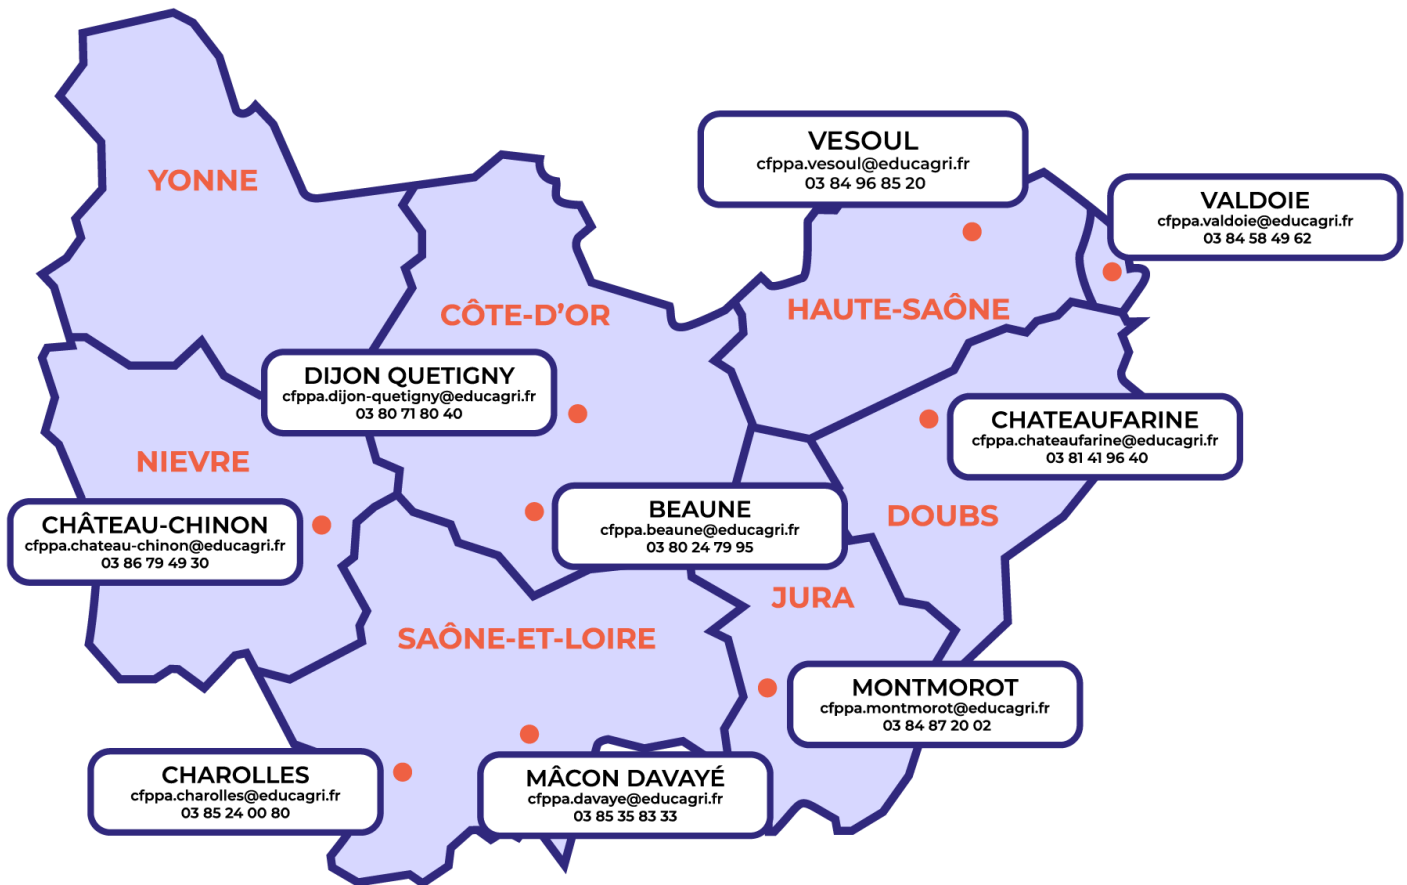 VESOUL
cfppa.vesoul@educagri.fr
03 84 96 85 20
YONNE
VALDOIE
cfppa.valdoie@educagri.fr
03 84 58 49 62
CÔTE-D’OR
HAUTE-SAÔNE
DIJON QUETIGNY
cfppa.dijon-quetigny@educagri.fr
03 80 71 80 40
CHATEAUFARINE
cfppa.chateaufarine@educagri.fr
03 81 41 96 40
NIEVRE
BEAUNE
cfppa.beaune@educagri.fr
03 80 24 79 95
DOUBS
CHÂTEAU-CHINON
cfppa.chateau-chinon@educagri.fr
03 86 79 49 30
JURA
SAÔNE-ET-LOIRE
MONTMOROT
cfppa.montmorot@educagri.fr
03 84 87 20 02
CHAROLLES
cfppa.charolles@educagri.fr
03 85 24 00 80
MÂCON DAVAYÉ
cfppa.davaye@educagri.fr
03 85 35 83 33